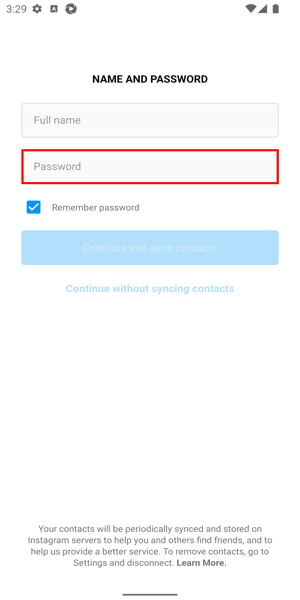 3:29
NAME AND PASSWORD
Full name
Password
Remember password
Continue and sync contacts
Continue without syncing contacts
Your contacts will be periodically synced and stored on
Instagram servers to help you and others find friends, and to
help us provide a better service. To remove contacts, go to
Settings and disconnect. Learn More.